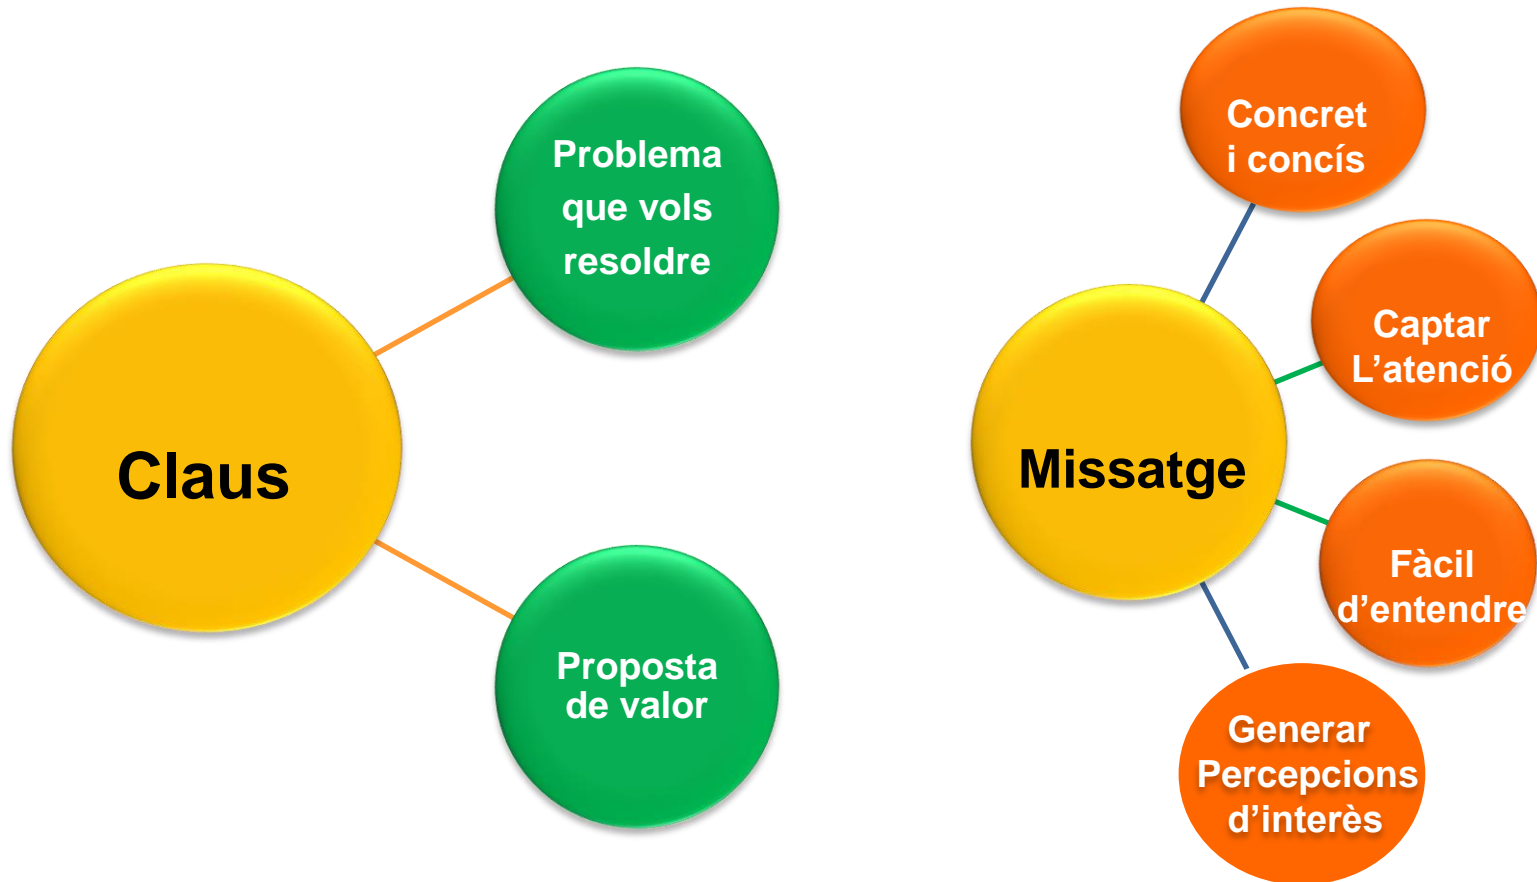 Claus
Problema
que vols
resoldre
Proposta
de valor
Missatge
Concret
i concís
Captar
L’atenció
Fàcil
d’entendre
Generar
Percepcions
d’interès